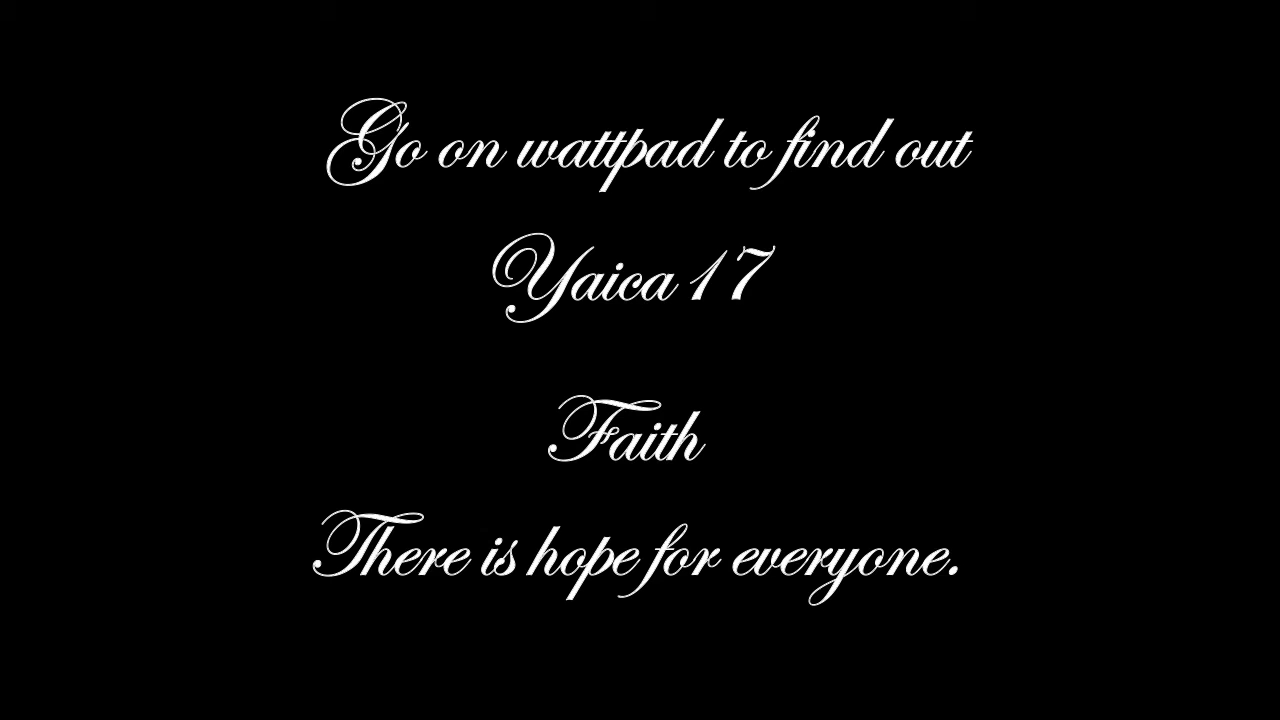 Go on wattpad to find out
Yaica17
Faith
There is hope for everyone.